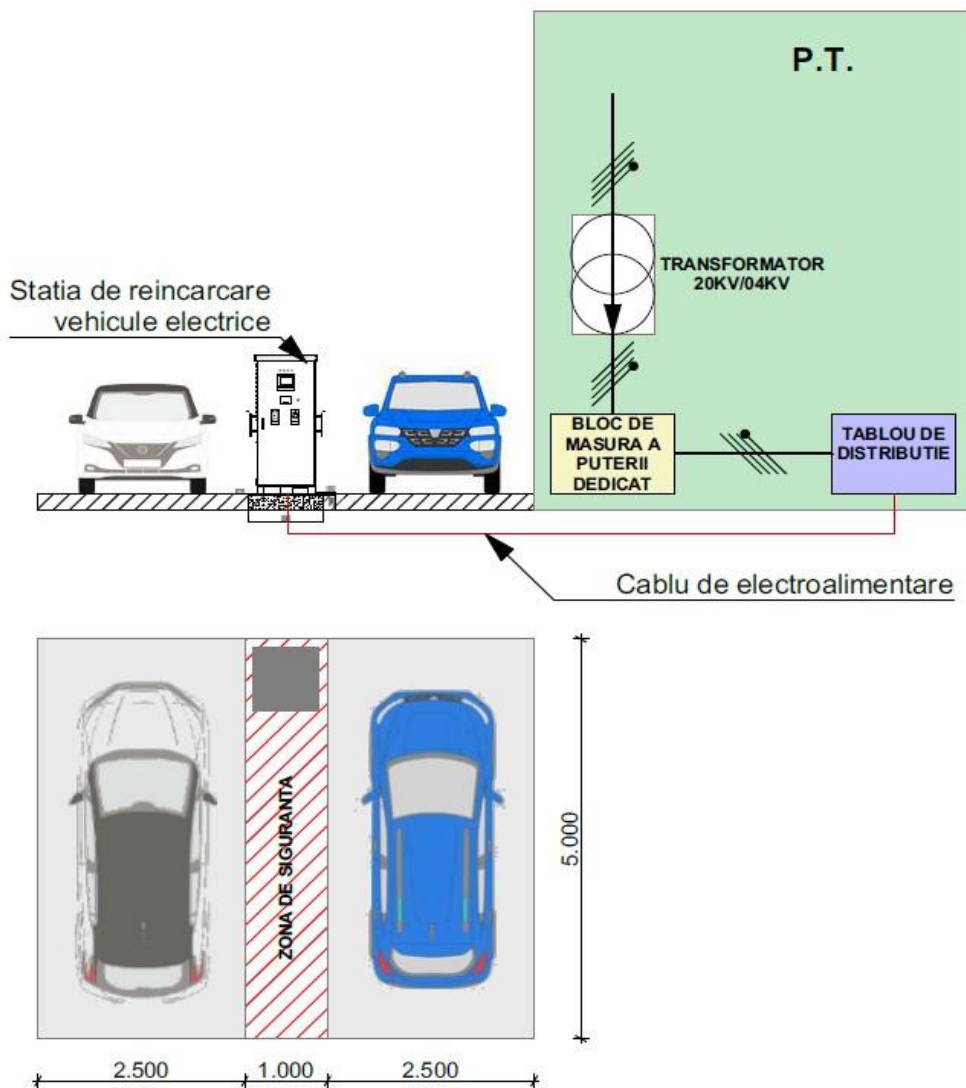 P.T.
TRANSFORMATOR
20KV/04KV
Statia de reincarcare
vehicule electrice
BLOC DE
MASURA A
PUTERII
DEDICAT
TABLOU DE
DISTRIBUTIE
Cablu de electroalimentare
ZONA DE SIGURANTA
5.000
2.500
1.000
2.500